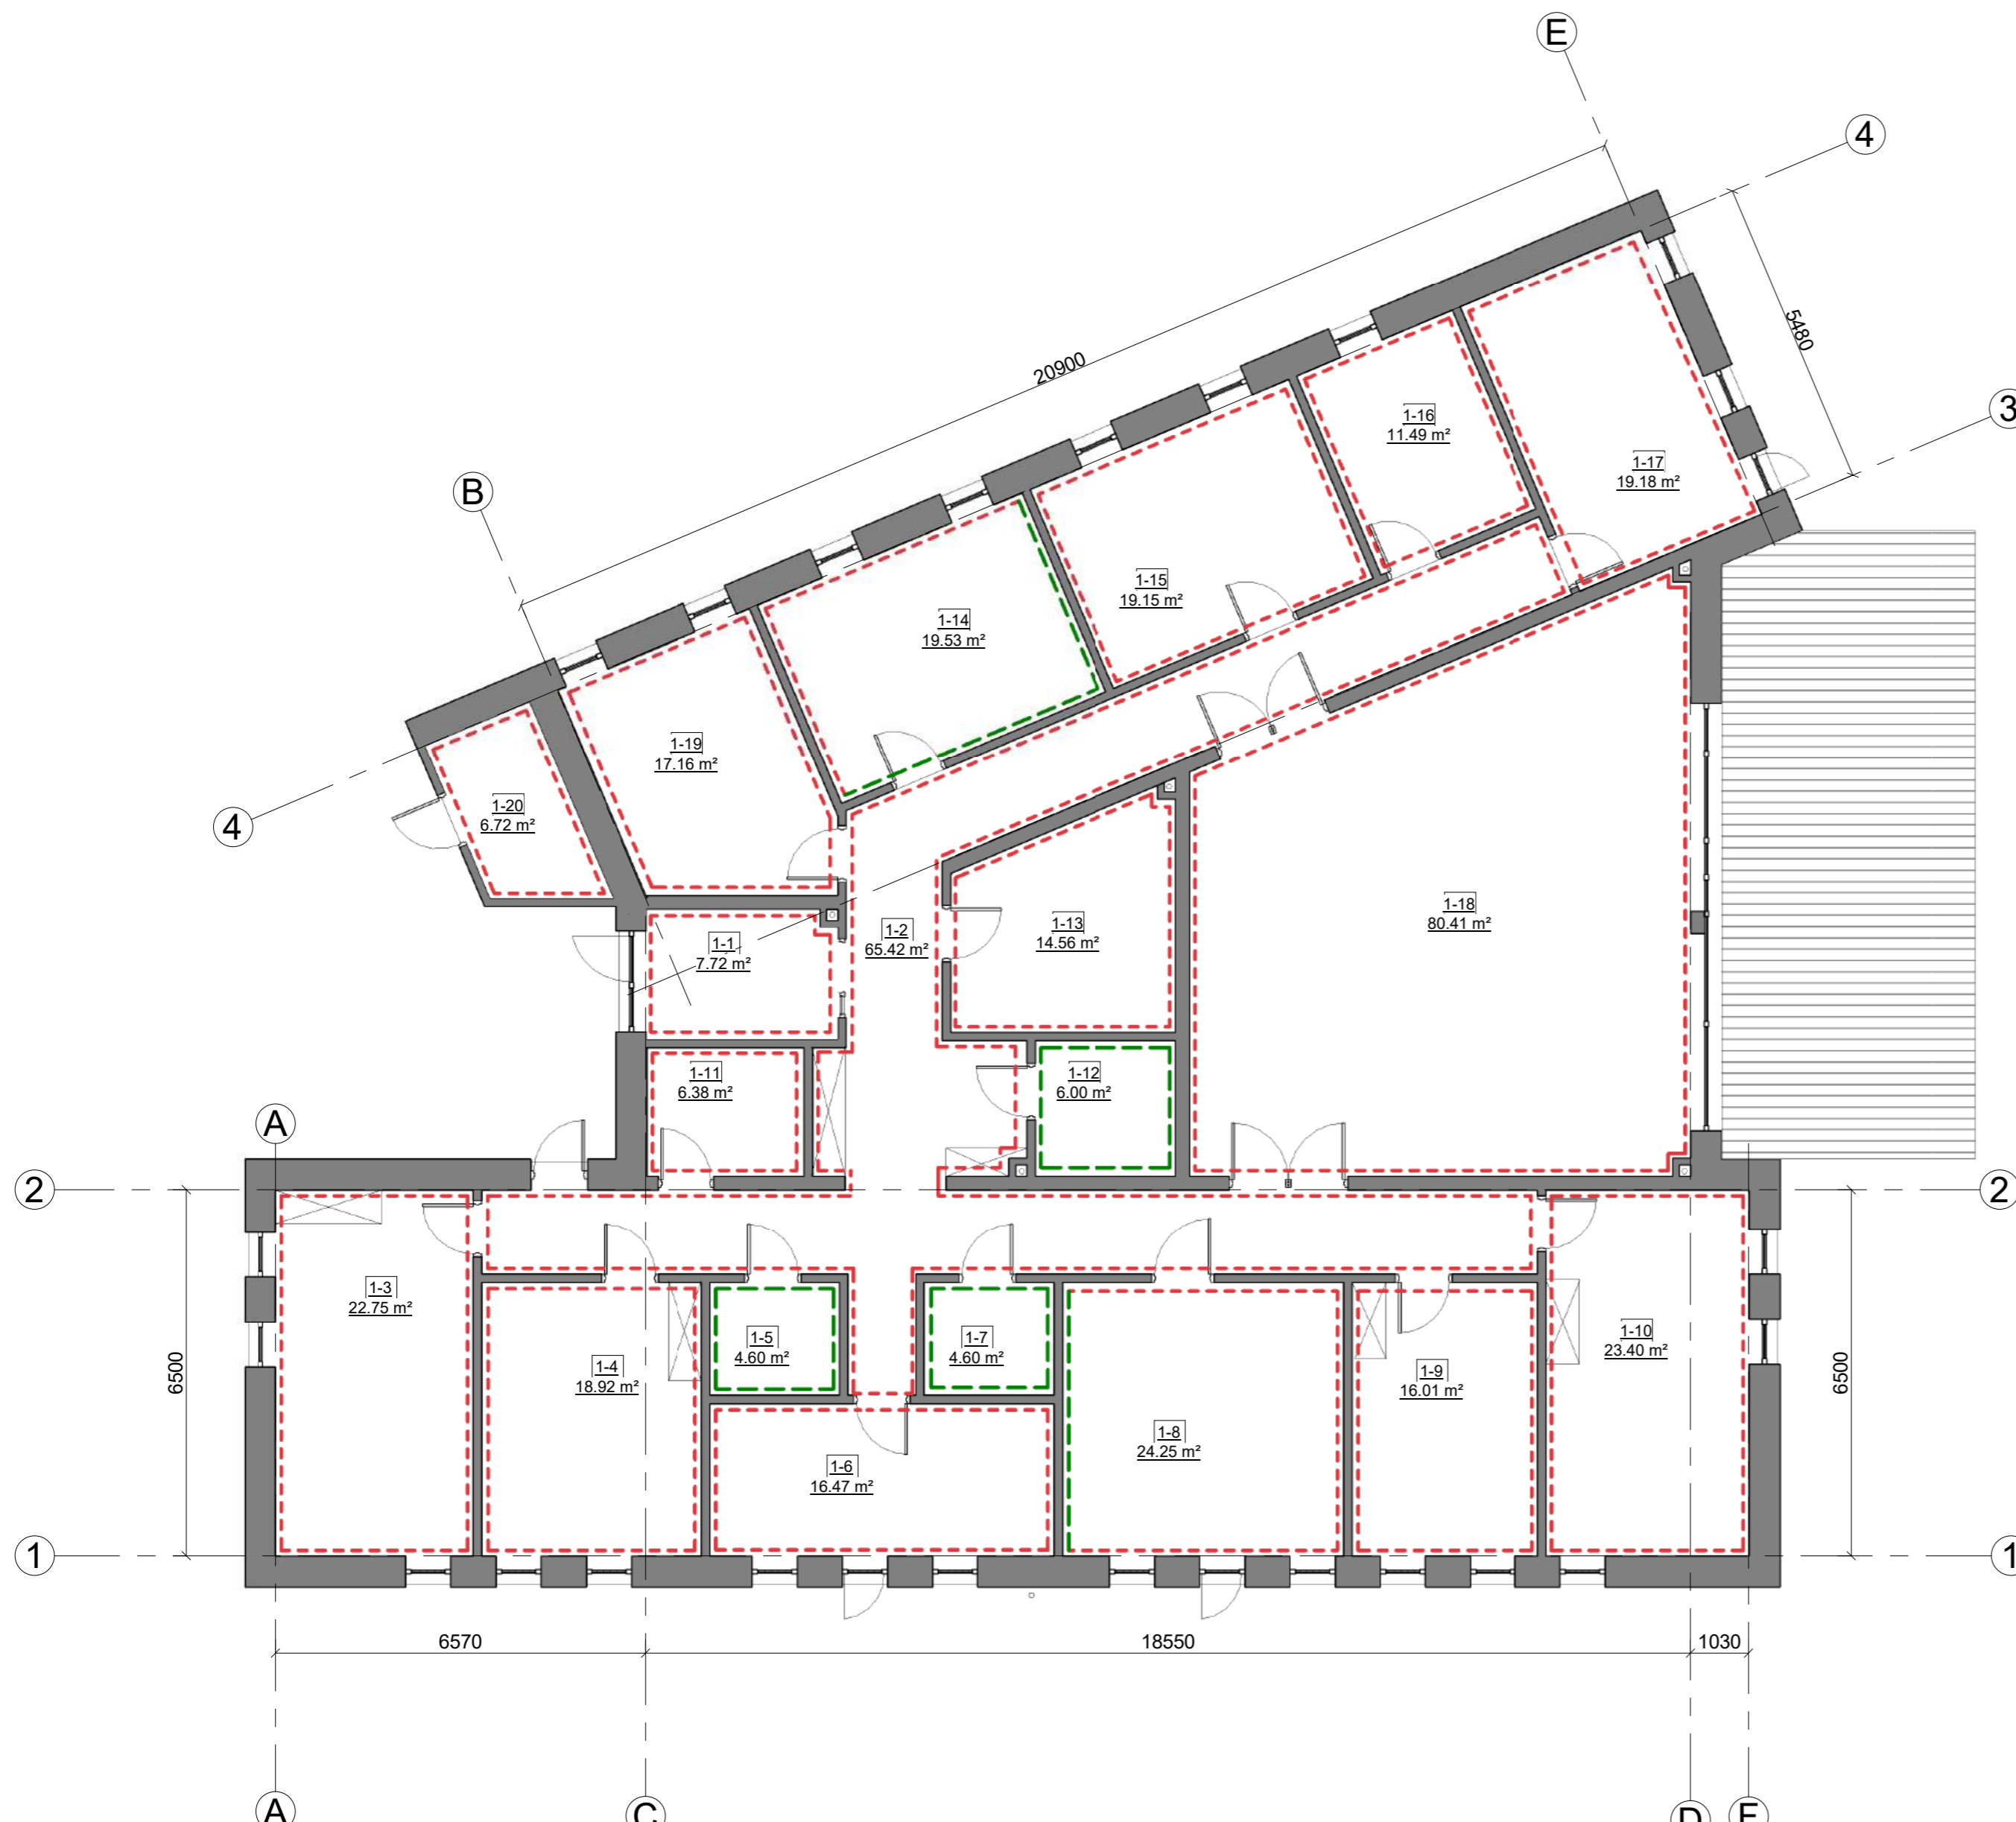 E
4
5480
20900
3
B
1-16
11.49 m²
1-17
19.18 m²
1-15
19.15 m²
1-14
19.53 m²
1-19
17.16 m²
1-20
6.72 m²
4
1-18
80.41 m²
1-13
14.56 m²
1-2
65.42 m²
1-1
7.72 m²
1-11
6.38 m²
1-12
6.00 m²
A
2
2
1-3
22.75 m²
1-4
18.92 m²
1-5
4.60 m²
1-7
4.60 m²
1-10
23.40 m²
1-9
16.01 m²
6500
6500
1-8
24.25 m²
1-6
16.47 m²
1
1
6570
18550
1030
A
C
D